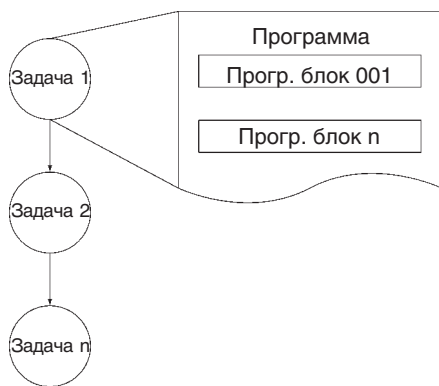 Программа
Прогр. блок 001
Прогр. блок n
Задача 1
Задача 2
Задача n